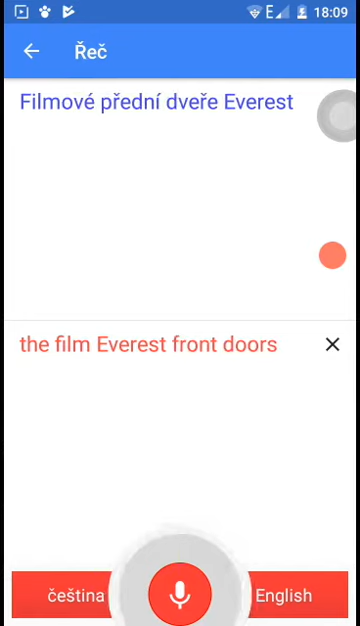 E
18:09
Řeč
Filmové přední dveře Everest
the film Everest front doors
čeština
English